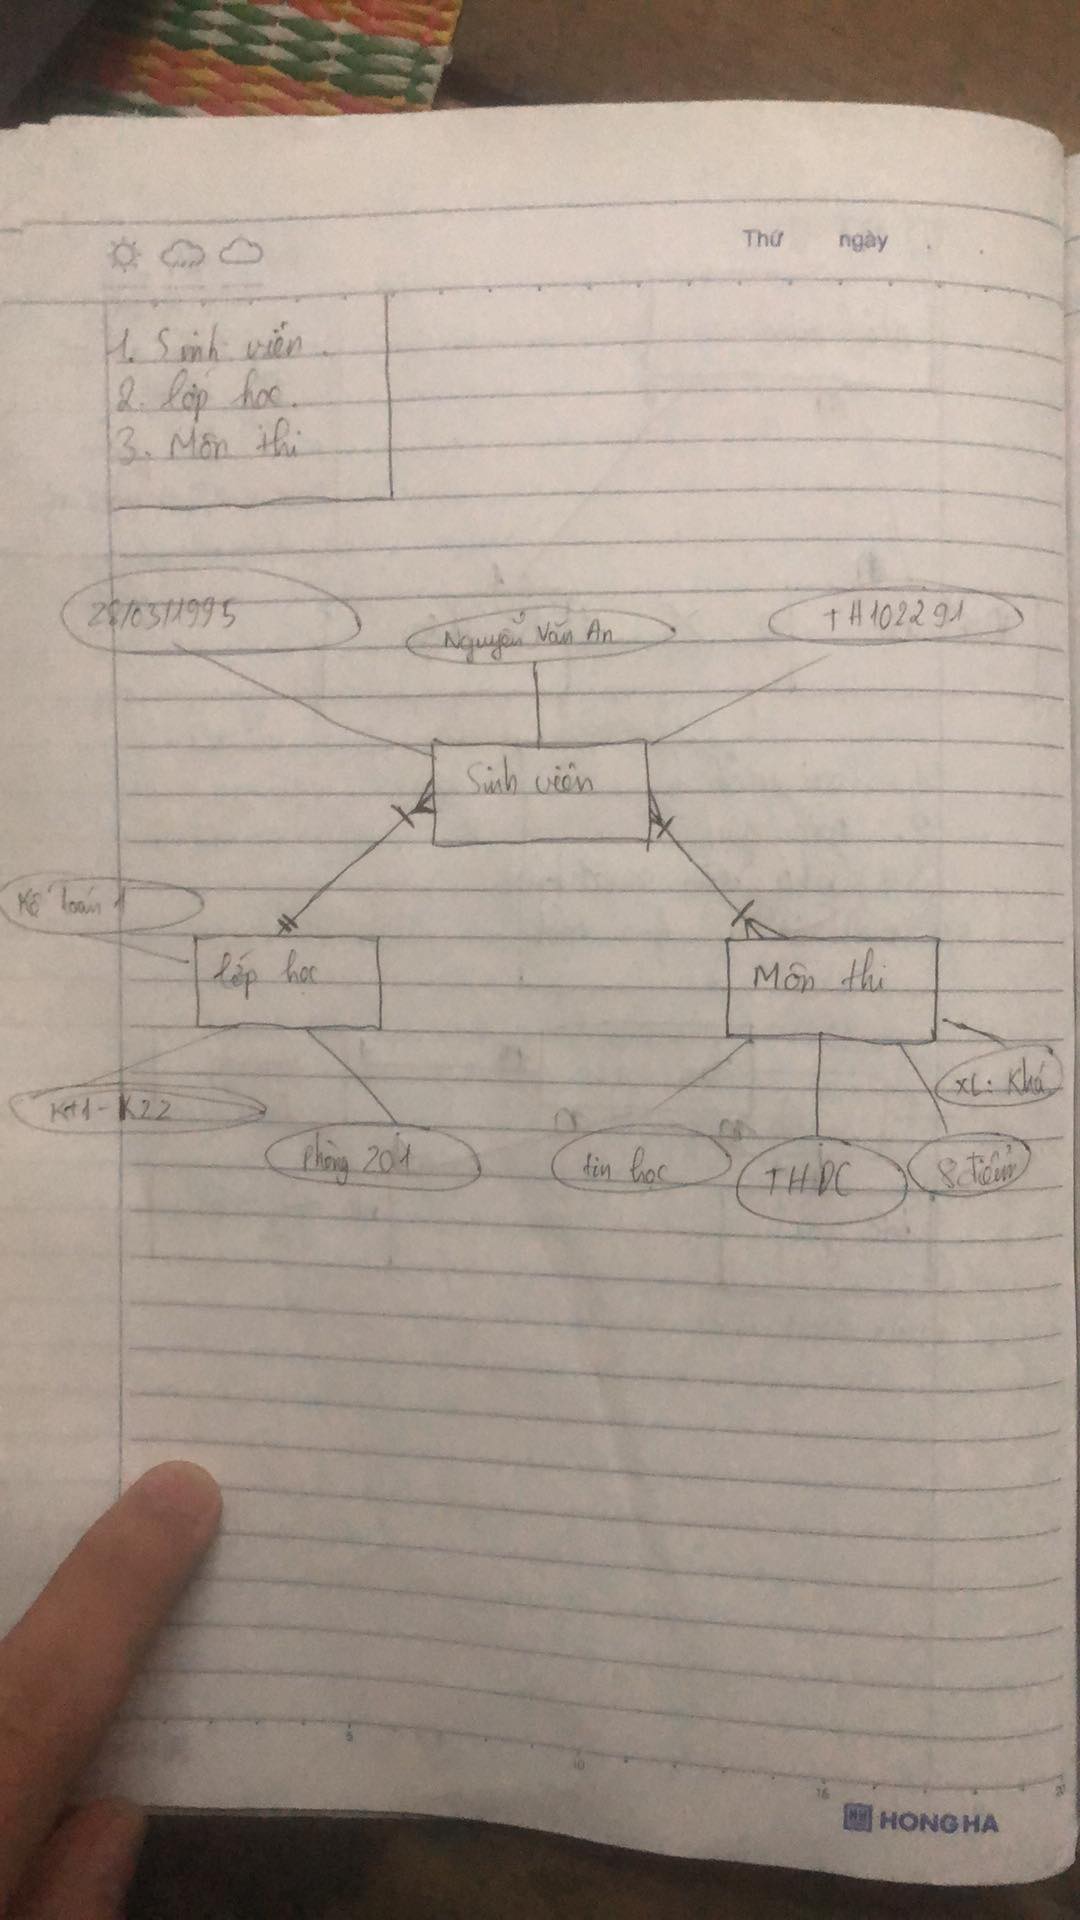 Thứ ngày
1. Sinh viên.
2. lớp học.
3. Môn thi
28/03/1995
Nguyễn Văn An
TH102291
Sinh viên
Kế toán 1
lớp học
Môn thi
XL: Khá
Kt1-K22
Phòng 201
tin học
THDC
8 điểm
5
10
15
HONG HA